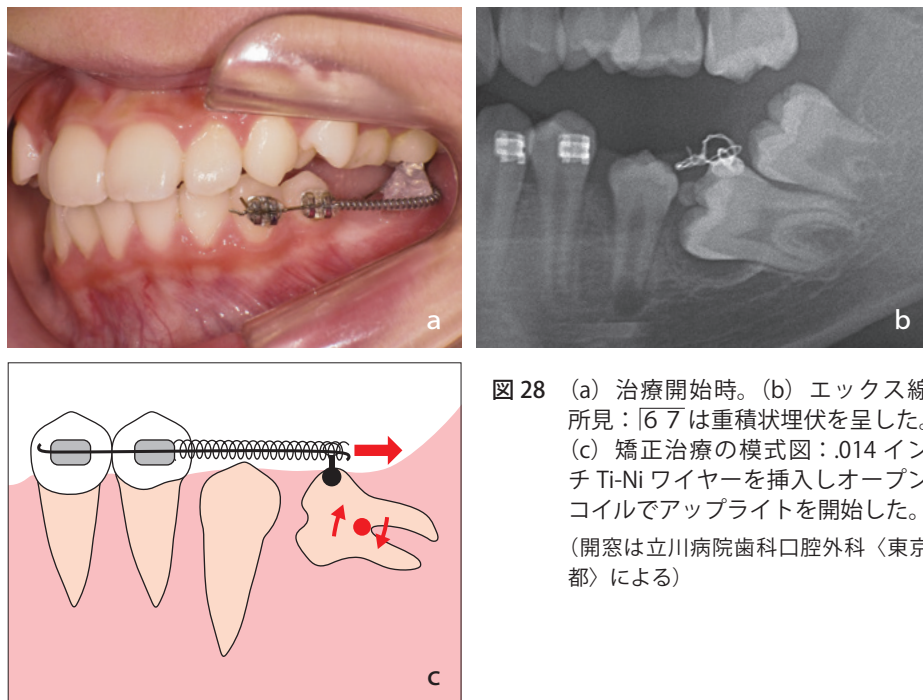 a
b
c
図 28 (a) 治療開始時。(b) エックス線
所見:⎾6 7 は重積状埋伏を呈した。
(c) 矯正治療の模式図:.014 イン
チ Ti-Ni ワイヤーを挿入しオープン
コイルでアップライトを開始した。
(開窓は立川病院歯科口腔外科〈東京
都〉による)